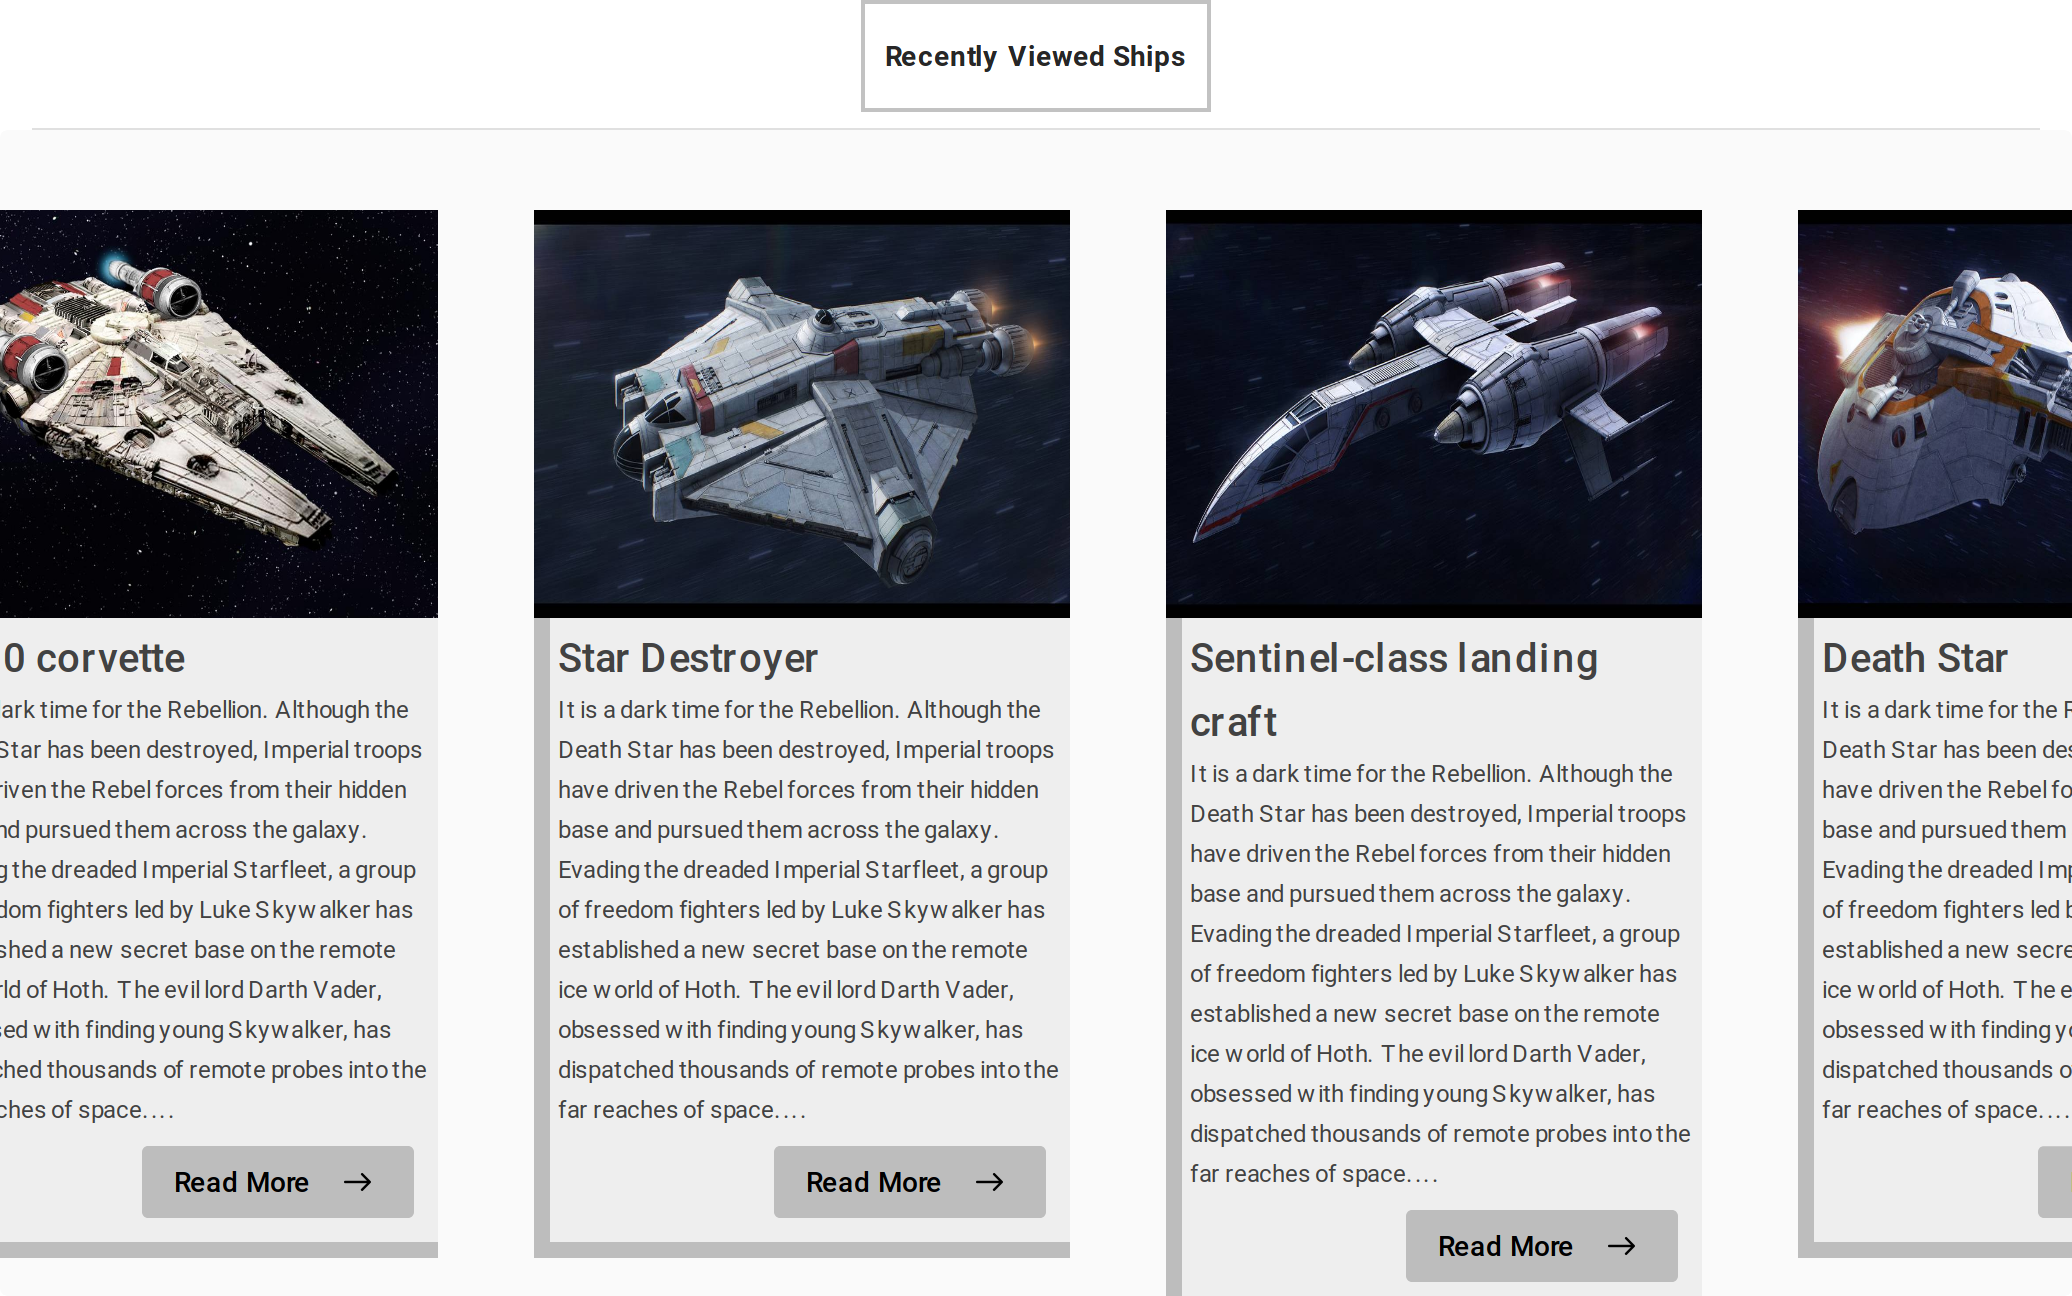 Recently Viewed Ships
0 corvette
ark time for the Rebellion. Although the
Star has been destroyed, Imperial troops
riven the Rebel forces from their hidden
nd pursued them across the galaxy.
g the dreaded Imperial Starfleet, a group
dom fighters led by Luke Skywalker has
shed a new secret base on the remote
rld of Hoth. The evil lord Darth Vader,
sed with finding young Skywalker, has
ched thousands of remote probes into the
ches of space....
Read More
Star Destroyer
It is a dark time for the Rebellion. Although the
Death Star has been destroyed, Imperial troops
have driven the Rebel forces from their hidden
base and pursued them across the galaxy.
Evading the dreaded Imperial Starfleet, a group
of freedom fighters led by Luke Skywalker has
established a new secret base on the remote
ice world of Hoth. The evil lord Darth Vader,
obsessed with finding young Skywalker, has
dispatched thousands of remote probes into the
far reaches of space....
Read More
Sentinel-class landing
craft
It is a dark time for the Rebellion. Although the
Death Star has been destroyed, Imperial troops
have driven the Rebel forces from their hidden
base and pursued them across the galaxy.
Evading the dreaded Imperial Starfleet, a group
of freedom fighters led by Luke Skywalker has
established a new secret base on the remote
ice world of Hoth. The evil lord Darth Vader,
obsessed with finding young Skywalker, has
dispatched thousands of remote probes into the
far reaches of space....
Read More
Death Star
It is a dark time for the
Death Star has been des
have driven the Rebel fo
base and pursued them
Evading the dreaded Imp
of freedom fighters led
established a new secre
ice world of Hoth. The e
obsessed with finding yo
dispatched thousands o
far reaches of space....